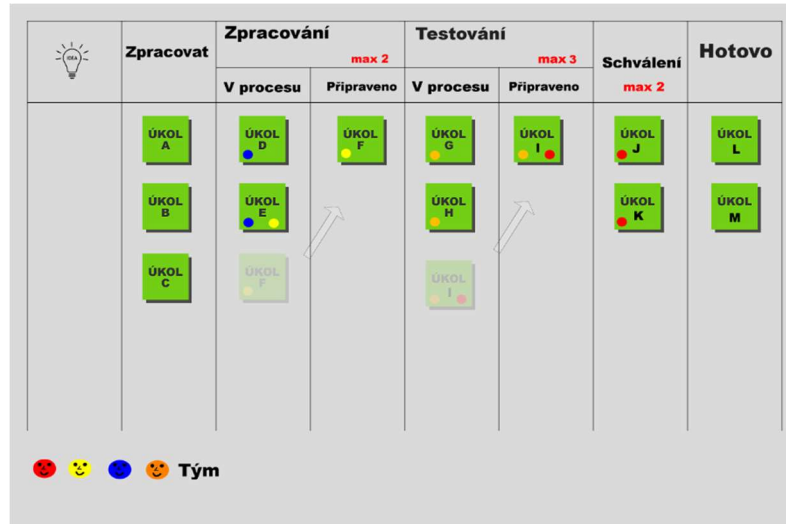 IDEA
Zpracovat
Zpracování
max 2
V procesu
Připraveno
Testování
max 3
V procesu
Připraveno
Schválení
max 2
Hotovo
ÚKOL
A
ÚKOL
D
ÚKOL
F
ÚKOL
G
ÚKOL
I
ÚKOL
J
ÚKOL
L
ÚKOL
B
ÚKOL
E
ÚKOL
H
ÚKOL
K
ÚKOL
M
ÚKOL
C
ÚKOL
F
ÚKOL
I
Tým